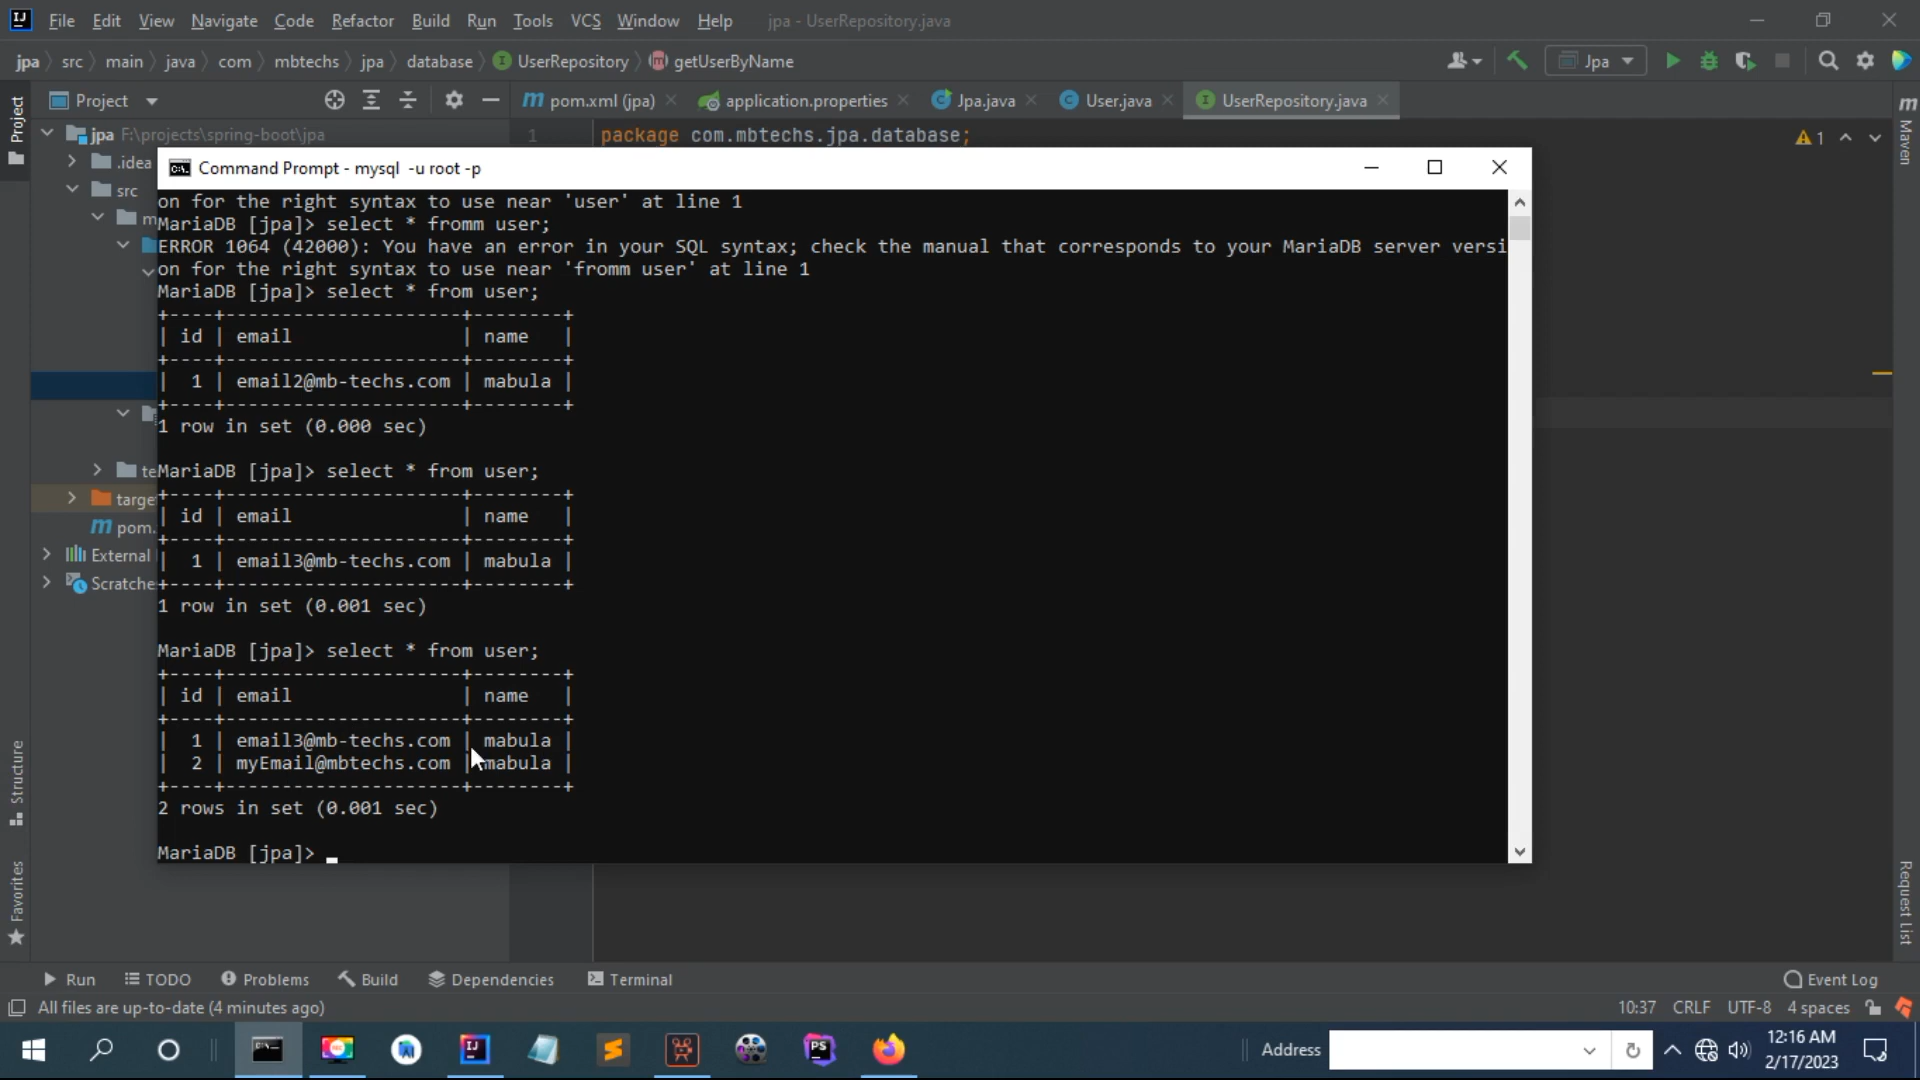 File Edit View Navigate Code Refactor Build Run Tools VCS Window Help jpa - UserRepository.java
jpa src main java com mbtechs jpa database UserRepository getUserByName Jpa
Project pom.xml (jpa) application.properties Jpa.java User.java UserRepository.java
Project
Maven
jpa F:\projects\spring-boot\jpa
1 package com.mbtechs.jpa.database;
1
.idea
src
m
te
target
pom.
External
Scratche
Command Prompt - mysql -u root -p
on for the right syntax to use near 'user' at line 1
MariaDB [jpa]> select * fromm user;
ERROR 1064 (42000): You have an error in your SQL syntax; check the manual that corresponds to your MariaDB server versi
on for the right syntax to use near 'fromm user' at line 1
MariaDB [jpa]> select * from user;
+----+---------------------+--------+
| id | email | name |
+----+---------------------+--------+
| 1 | email2@mb-techs.com | mabula |
+----+---------------------+--------+
1 row in set (0.000 sec)
MariaDB [jpa]> select * from user;
+----+---------------------+--------+
| id | email | name |
+----+---------------------+--------+
| 1 | email3@mb-techs.com | mabula |
+----+---------------------+--------+
1 row in set (0.001 sec)
MariaDB [jpa]> select * from user;
+----+---------------------+--------+
| id | email | name |
+----+---------------------+--------+
| 1 | email3@mb-techs.com | mabula |
| 2 | myEmail@mbtechs.com | mabula |
+----+---------------------+--------+
2 rows in set (0.001 sec)
MariaDB [jpa]> _
Structure
Favorites
Request List
Run TODO Problems Build Dependencies Terminal Event Log
All files are up-to-date (4 minutes ago) 10:37 CRLF UTF-8 4 spaces
Address
12:16 AM
2/17/2023